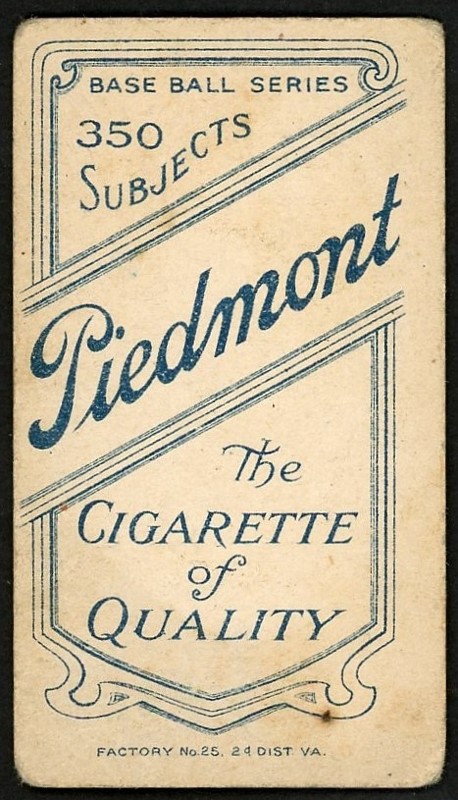 BASE BALL SERIES
350
SUBJECTS
Piedmont
The
CIGARETTE
of
QUALITY
FACTORY No. 25, 2d DIST. VA.